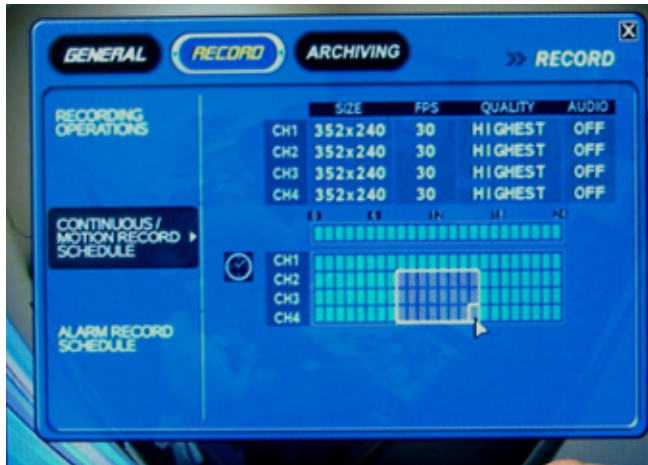 GENERAL RECORD ARCHIVING
>> RECORD
X
RECORDING
OPERATIONS
CONTINUOUS /
MOTION RECORD
SCHEDULE
ALARM RECORD
SCHEDULE
SIZE FPS QUALITY AUDIO
CH1 352x240 30 HIGHEST OFF
CH2 352x240 30 HIGHEST OFF
CH3 352x240 30 HIGHEST OFF
CH4 352x240 30 HIGHEST OFF
CH1
CH2
CH3
CH4